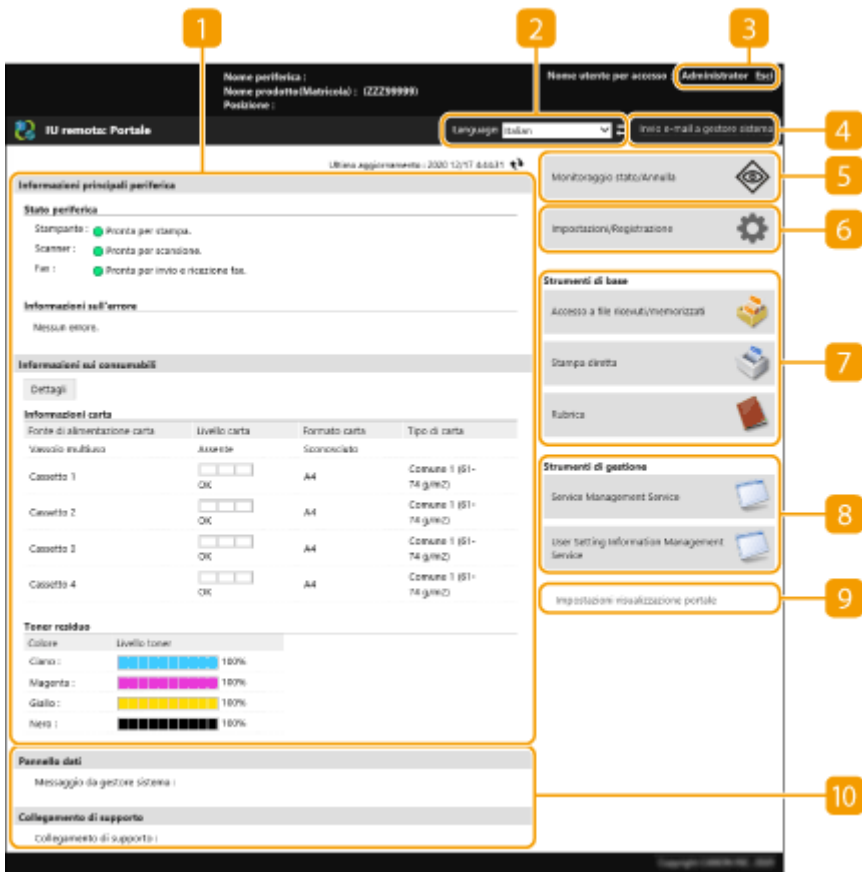 1
2
3
Nome periferica :
Nome prodotto(Matricola) : (ZZZ99999)
Posizione :
Nome utente per accesso : Administrator Esci
IU remota: Portale
Language: Italian
Invio e-mail a gestore sistema
4
Ultimo aggiornamento : 2020 12/17
Informazioni principali periferica
Monitoraggio stato/Annulla
5
Stato periferica
Stampante : Pronta per stampa.
Scanner : Pronta per scansione.
Fax : Pronta per invio e ricezione fax.
Impostazioni/Registrazione
6
Informazioni sull'errore
Nessun errore.
Strumenti di base
Accesso a file ricevuti/memorizzati
Stampa diretta
7
Rubrica
Informazioni sui consumabili
Dettagli
Informazioni carta
Fonte di alimentazione carta Livello carta Formato carta Tipo di carta
Vassoio multiuso Assente Sconosciuto
Cassetto 1 OK A4 Comune 1 (61-
74 g/m2)
Cassetto 2 OK A4 Comune 1 (61-
74 g/m2)
Cassetto 3 OK A4 Comune 1 (61-
74 g/m2)
Cassetto 4 OK A4 Comune 1 (61-
74 g/m2)
Strumenti di gestione
Service Management Service
8
User Setting Information Management
Service
Impostazioni visualizzazione portale
9
Toner residuo
Colore Livello toner
Ciano : 100%
Magenta : 100%
Giallo : 100%
Nero : 100%
Pannello dati
Messaggio da gestore sistema :
10
Collegamento di supporto
Collegamento di supporto :
Copyright CANON INC. 2020